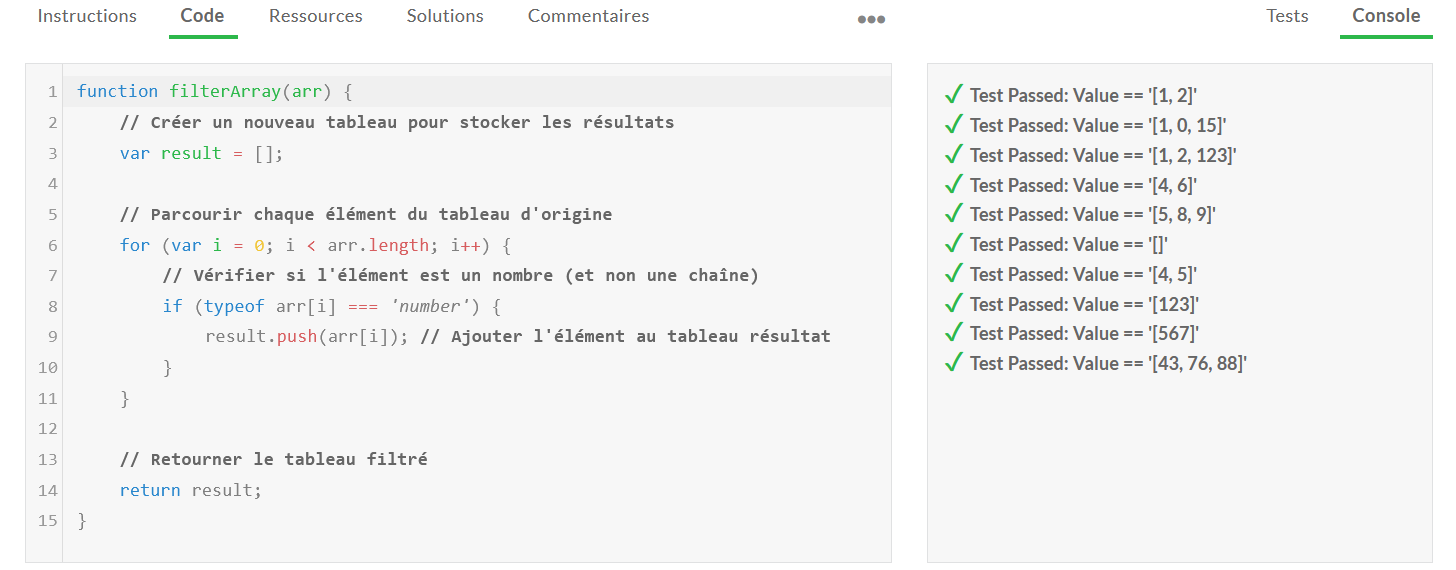 Instructions Code Ressources Solutions Commentaires ••• Tests Console
1 function filterArray(arr) {
2 // Créer un nouveau tableau pour stocker les résultats
3 var result = [];
4
5 // Parcourir chaque élément du tableau d'origine
6 for (var i = 0; i < arr.length; i++) {
7 // Vérifier si l'élément est un nombre (et non une chaîne)
8 if (typeof arr[i] === 'number') {
9 result.push(arr[i]); // Ajouter l'élément au tableau résultat
10 }
11 }
12
13 // Retourner le tableau filtré
14 return result;
15 }
✓ Test Passed: Value == '[1, 2]'
✓ Test Passed: Value == '[1, 0, 15]'
✓ Test Passed: Value == '[1, 2, 123]'
✓ Test Passed: Value == '[4, 6]'
✓ Test Passed: Value == '[5, 8, 9]'
✓ Test Passed: Value == '[]'
✓ Test Passed: Value == '[4, 5]'
✓ Test Passed: Value == '[123]'
✓ Test Passed: Value == '[567]'
✓ Test Passed: Value == '[43, 76, 88]'